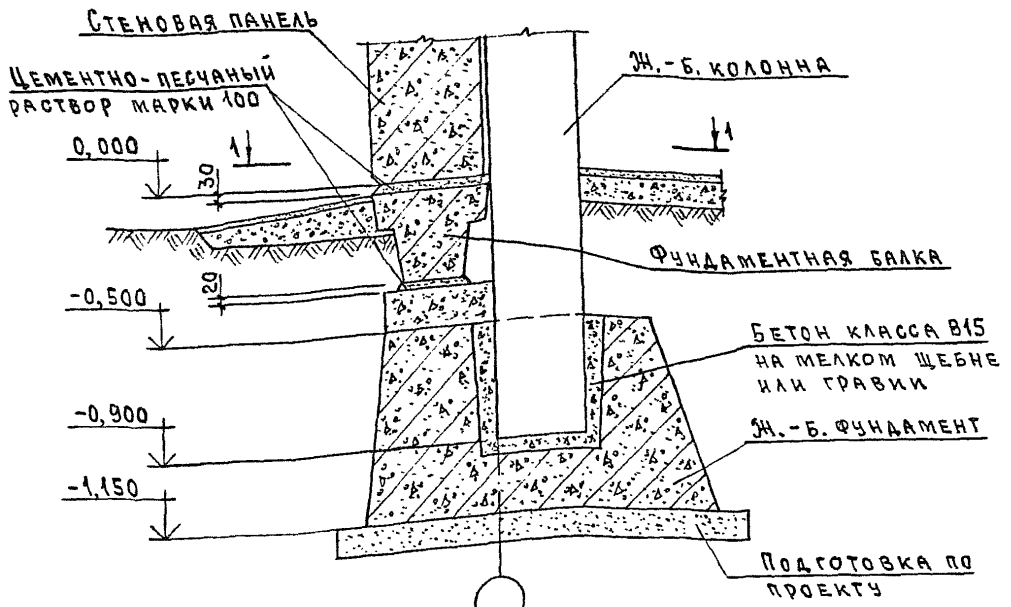 Стеновая панель
Цементно-песчаный
раствор марки 100
Ж.-Б. колонна
0,000
1
1
30
Фундаментная балка
20
-0,500
Бетон класса В15
на мелком щебне
или гравии
-0,900
Ж.-Б. фундамент
-1,150
Подготовка по
проекту